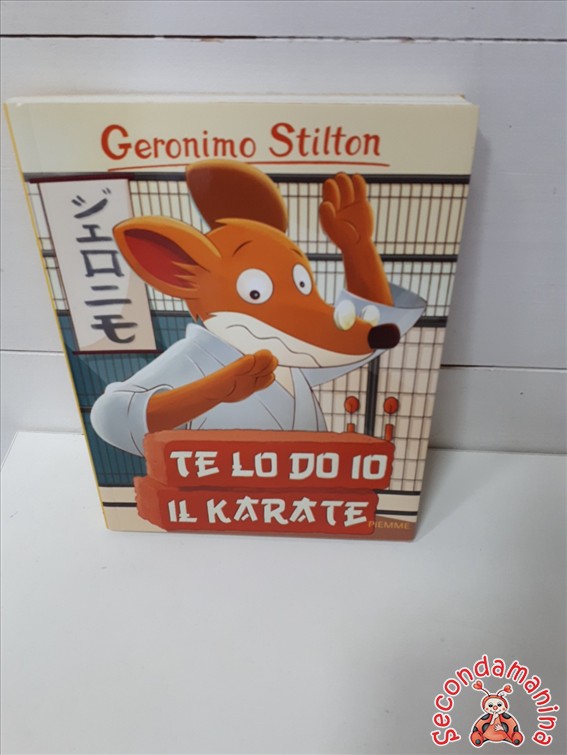 Geronimo Stilton
ジェロニモ
TE LO DO IO
IL KARATE
PIEMME
Secondamanina